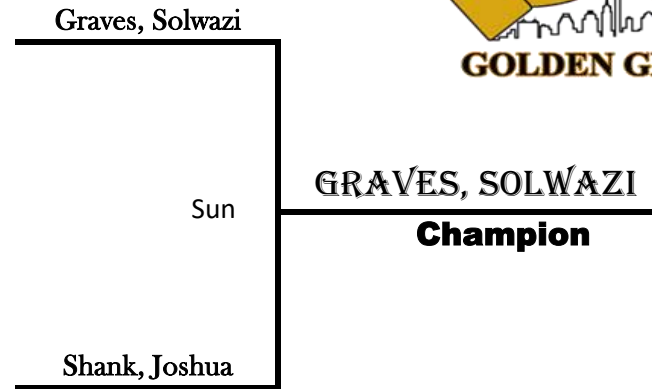 Graves, Solwazi
GOLDEN
GRAVES, SOLWAZI
Sun
Champion
Shank, Joshua